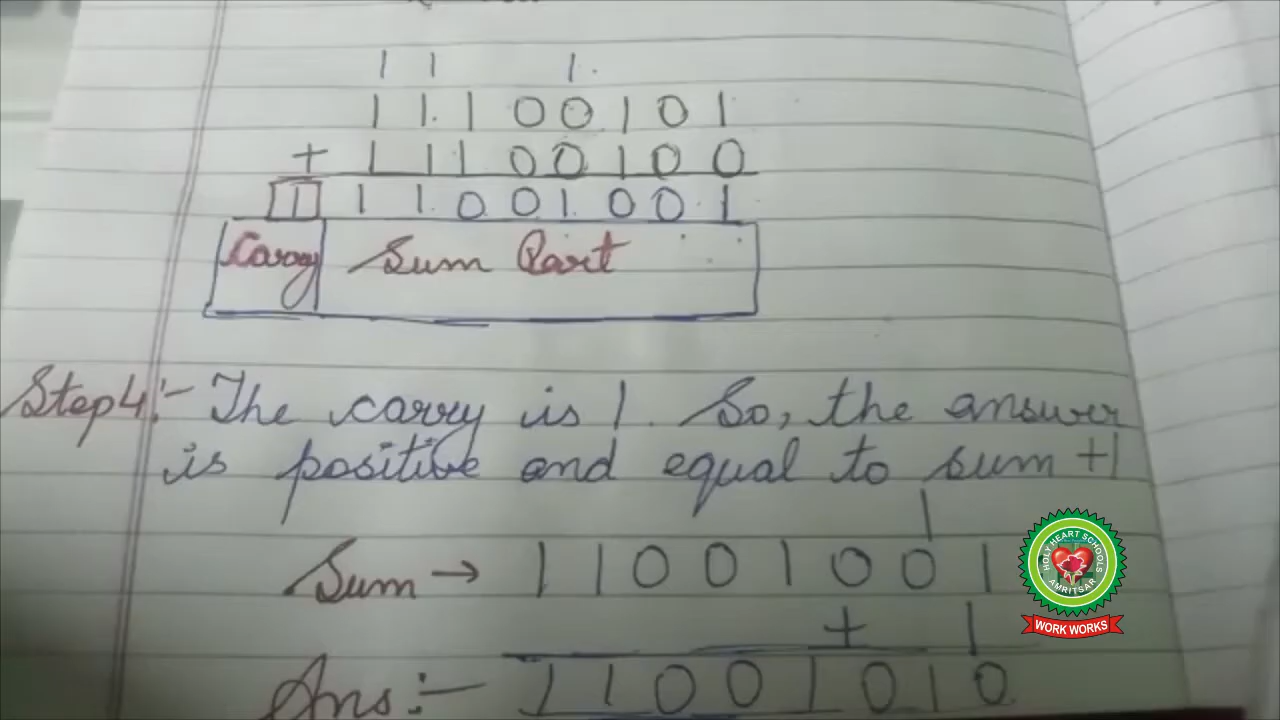 1 1 1.
1 1. 1 0 0 1 0 1
+ 1 1 1 0 0 1 0 0
1 1 1. 0 0 1. 0 0 1
Carry Sum Part
Step 4:- The carry is 1. So, the answer
is positive and equal to sum +1
1
Sum → 1 1 0 0 1 0 0 1
+ 1
Ans:- 1 1 0 0 1 0 1 0
HOLY HEART SCHOOLS
AMRITSAR
WORK WORKS